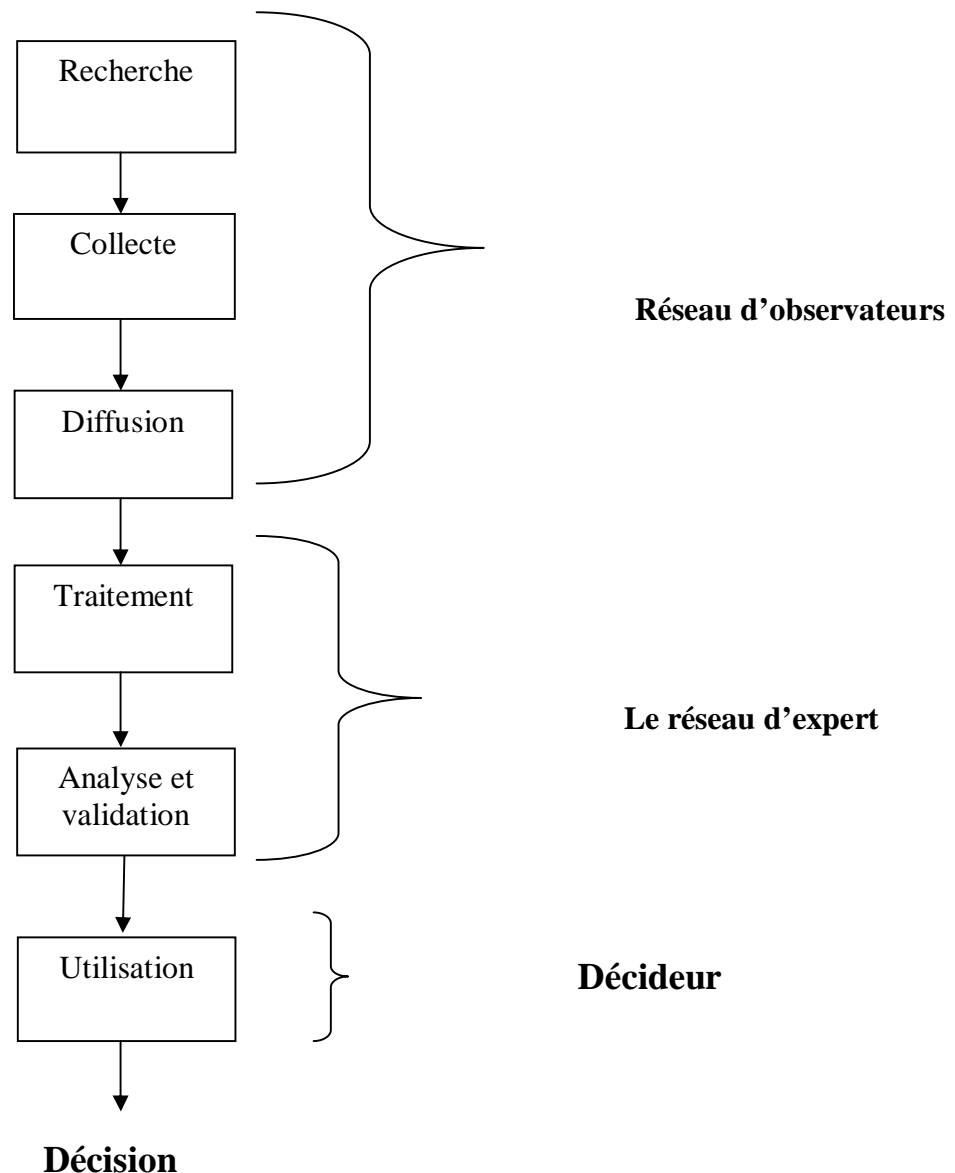 Recherche
Collecte
Réseau d’observateurs
Diffusion
Traitement
Le réseau d’expert
Analyse et
validation
Utilisation
Décideur
Décision